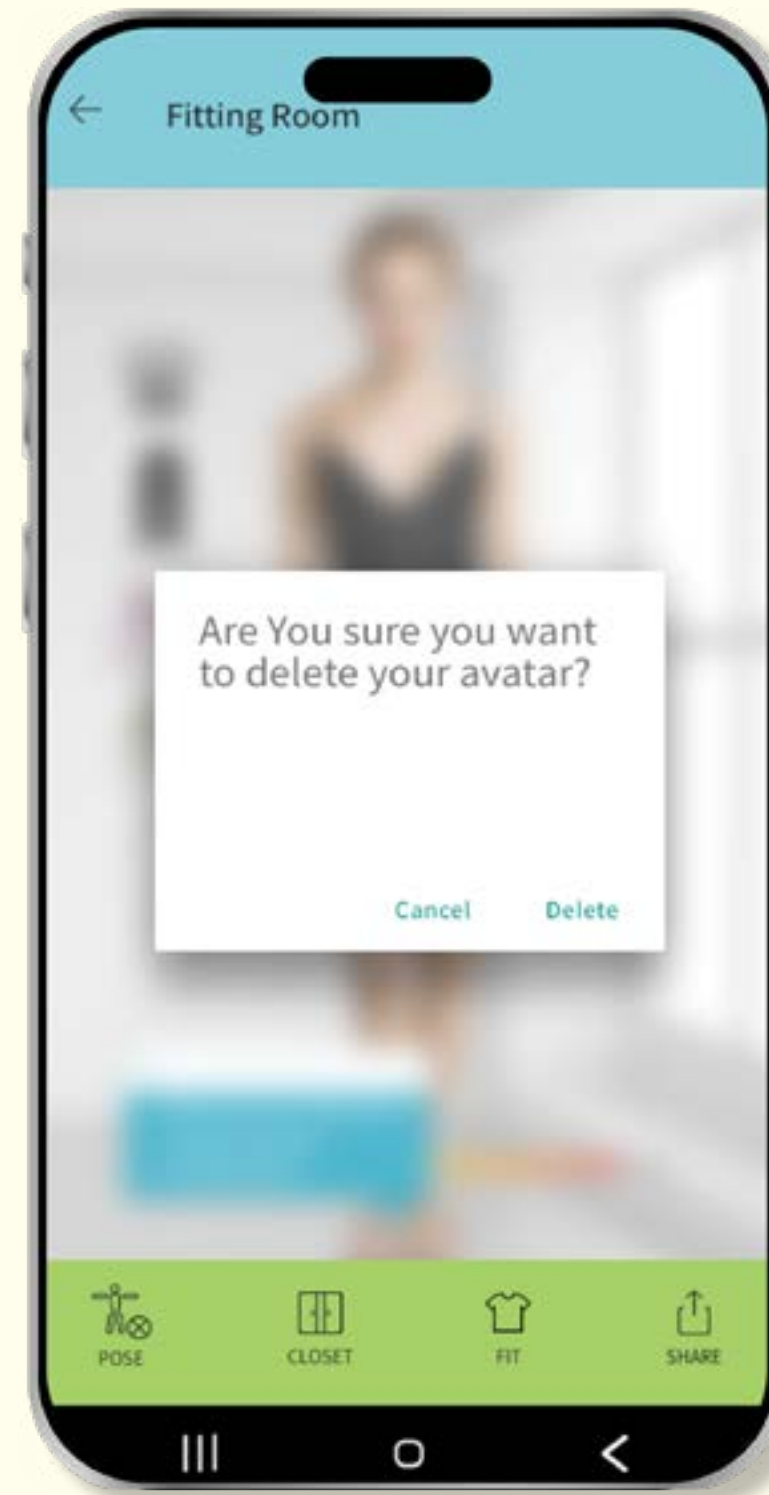 Fitting Room
Are You sure you want
to delete your avatar?
Cancel Delete
POSE CLOSET FIT SHARE